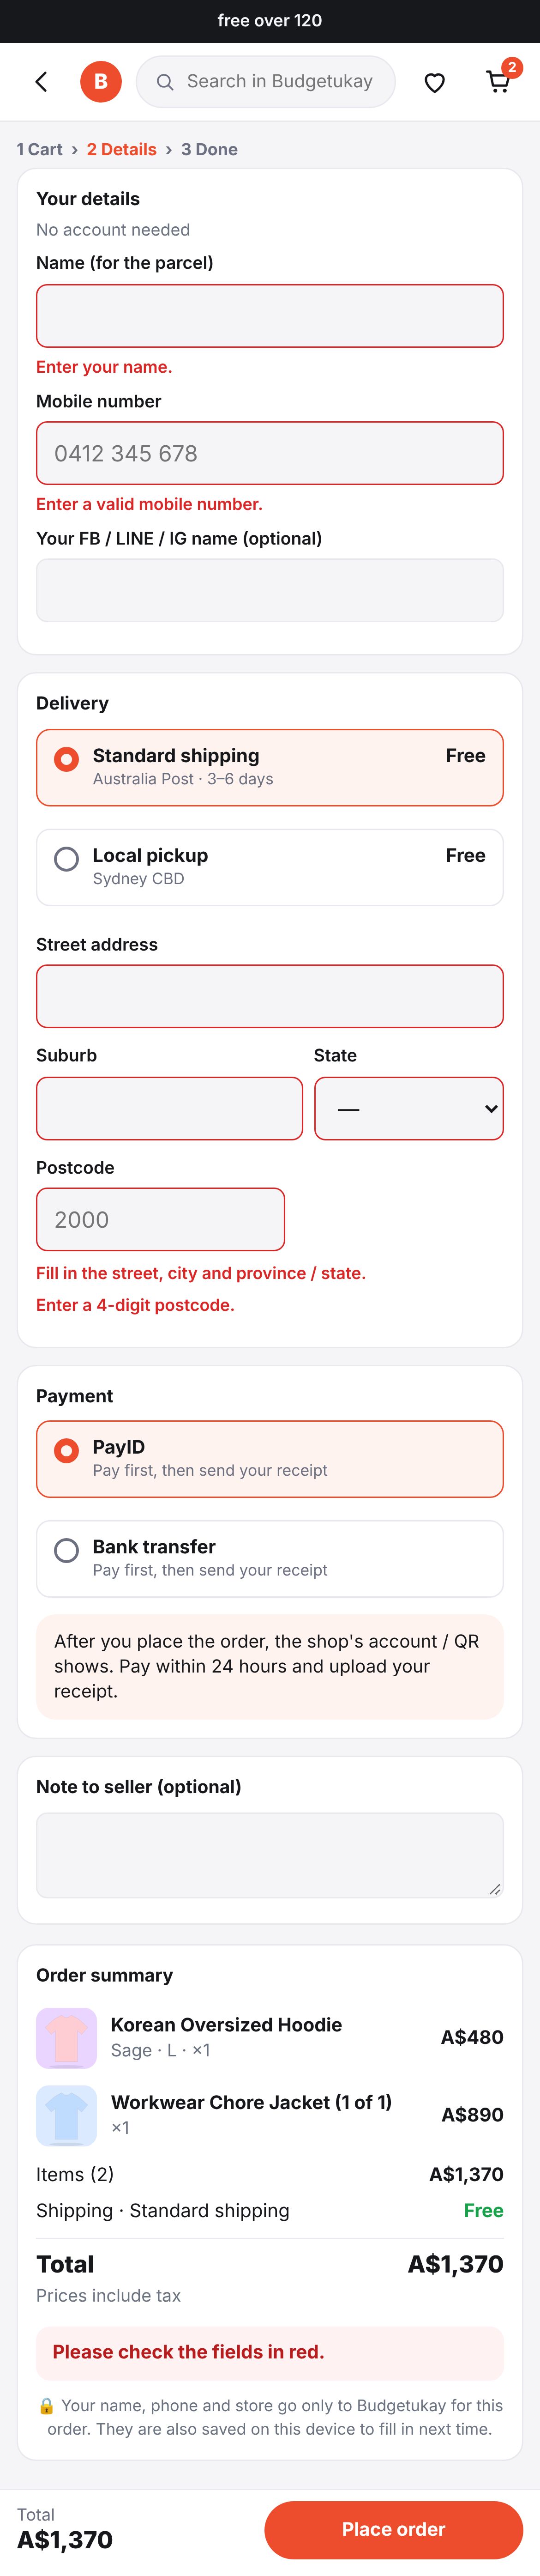 free over 120
B
Search in Budgetukay
2
1 Cart › 2 Details › 3 Done
Your details
No account needed
Name (for the parcel)
Enter your name.
Mobile number
0412 345 678
Enter a valid mobile number.
Your FB / LINE / IG name (optional)
Delivery
Standard shipping
Free
Australia Post · 3–6 days
Local pickup
Free
Sydney CBD
Street address
Suburb
State
—
Postcode
2000
Fill in the street, city and province / state.
Enter a 4-digit postcode.
Payment
PayID
Pay first, then send your receipt
Bank transfer
Pay first, then send your receipt
After you place the order, the shop's account / QR
shows. Pay within 24 hours and upload your
receipt.
Note to seller (optional)
Order summary
Korean Oversized Hoodie
Sage · L · ×1
A$480
Workwear Chore Jacket (1 of 1)
×1
A$890
Items (2)
A$1,370
Shipping · Standard shipping
Free
Total
A$1,370
Prices include tax
Please check the fields in red.
🔒 Your name, phone and store go only to Budgetukay for this
order. They are also saved on this device to fill in next time.
Total
A$1,370
Place order